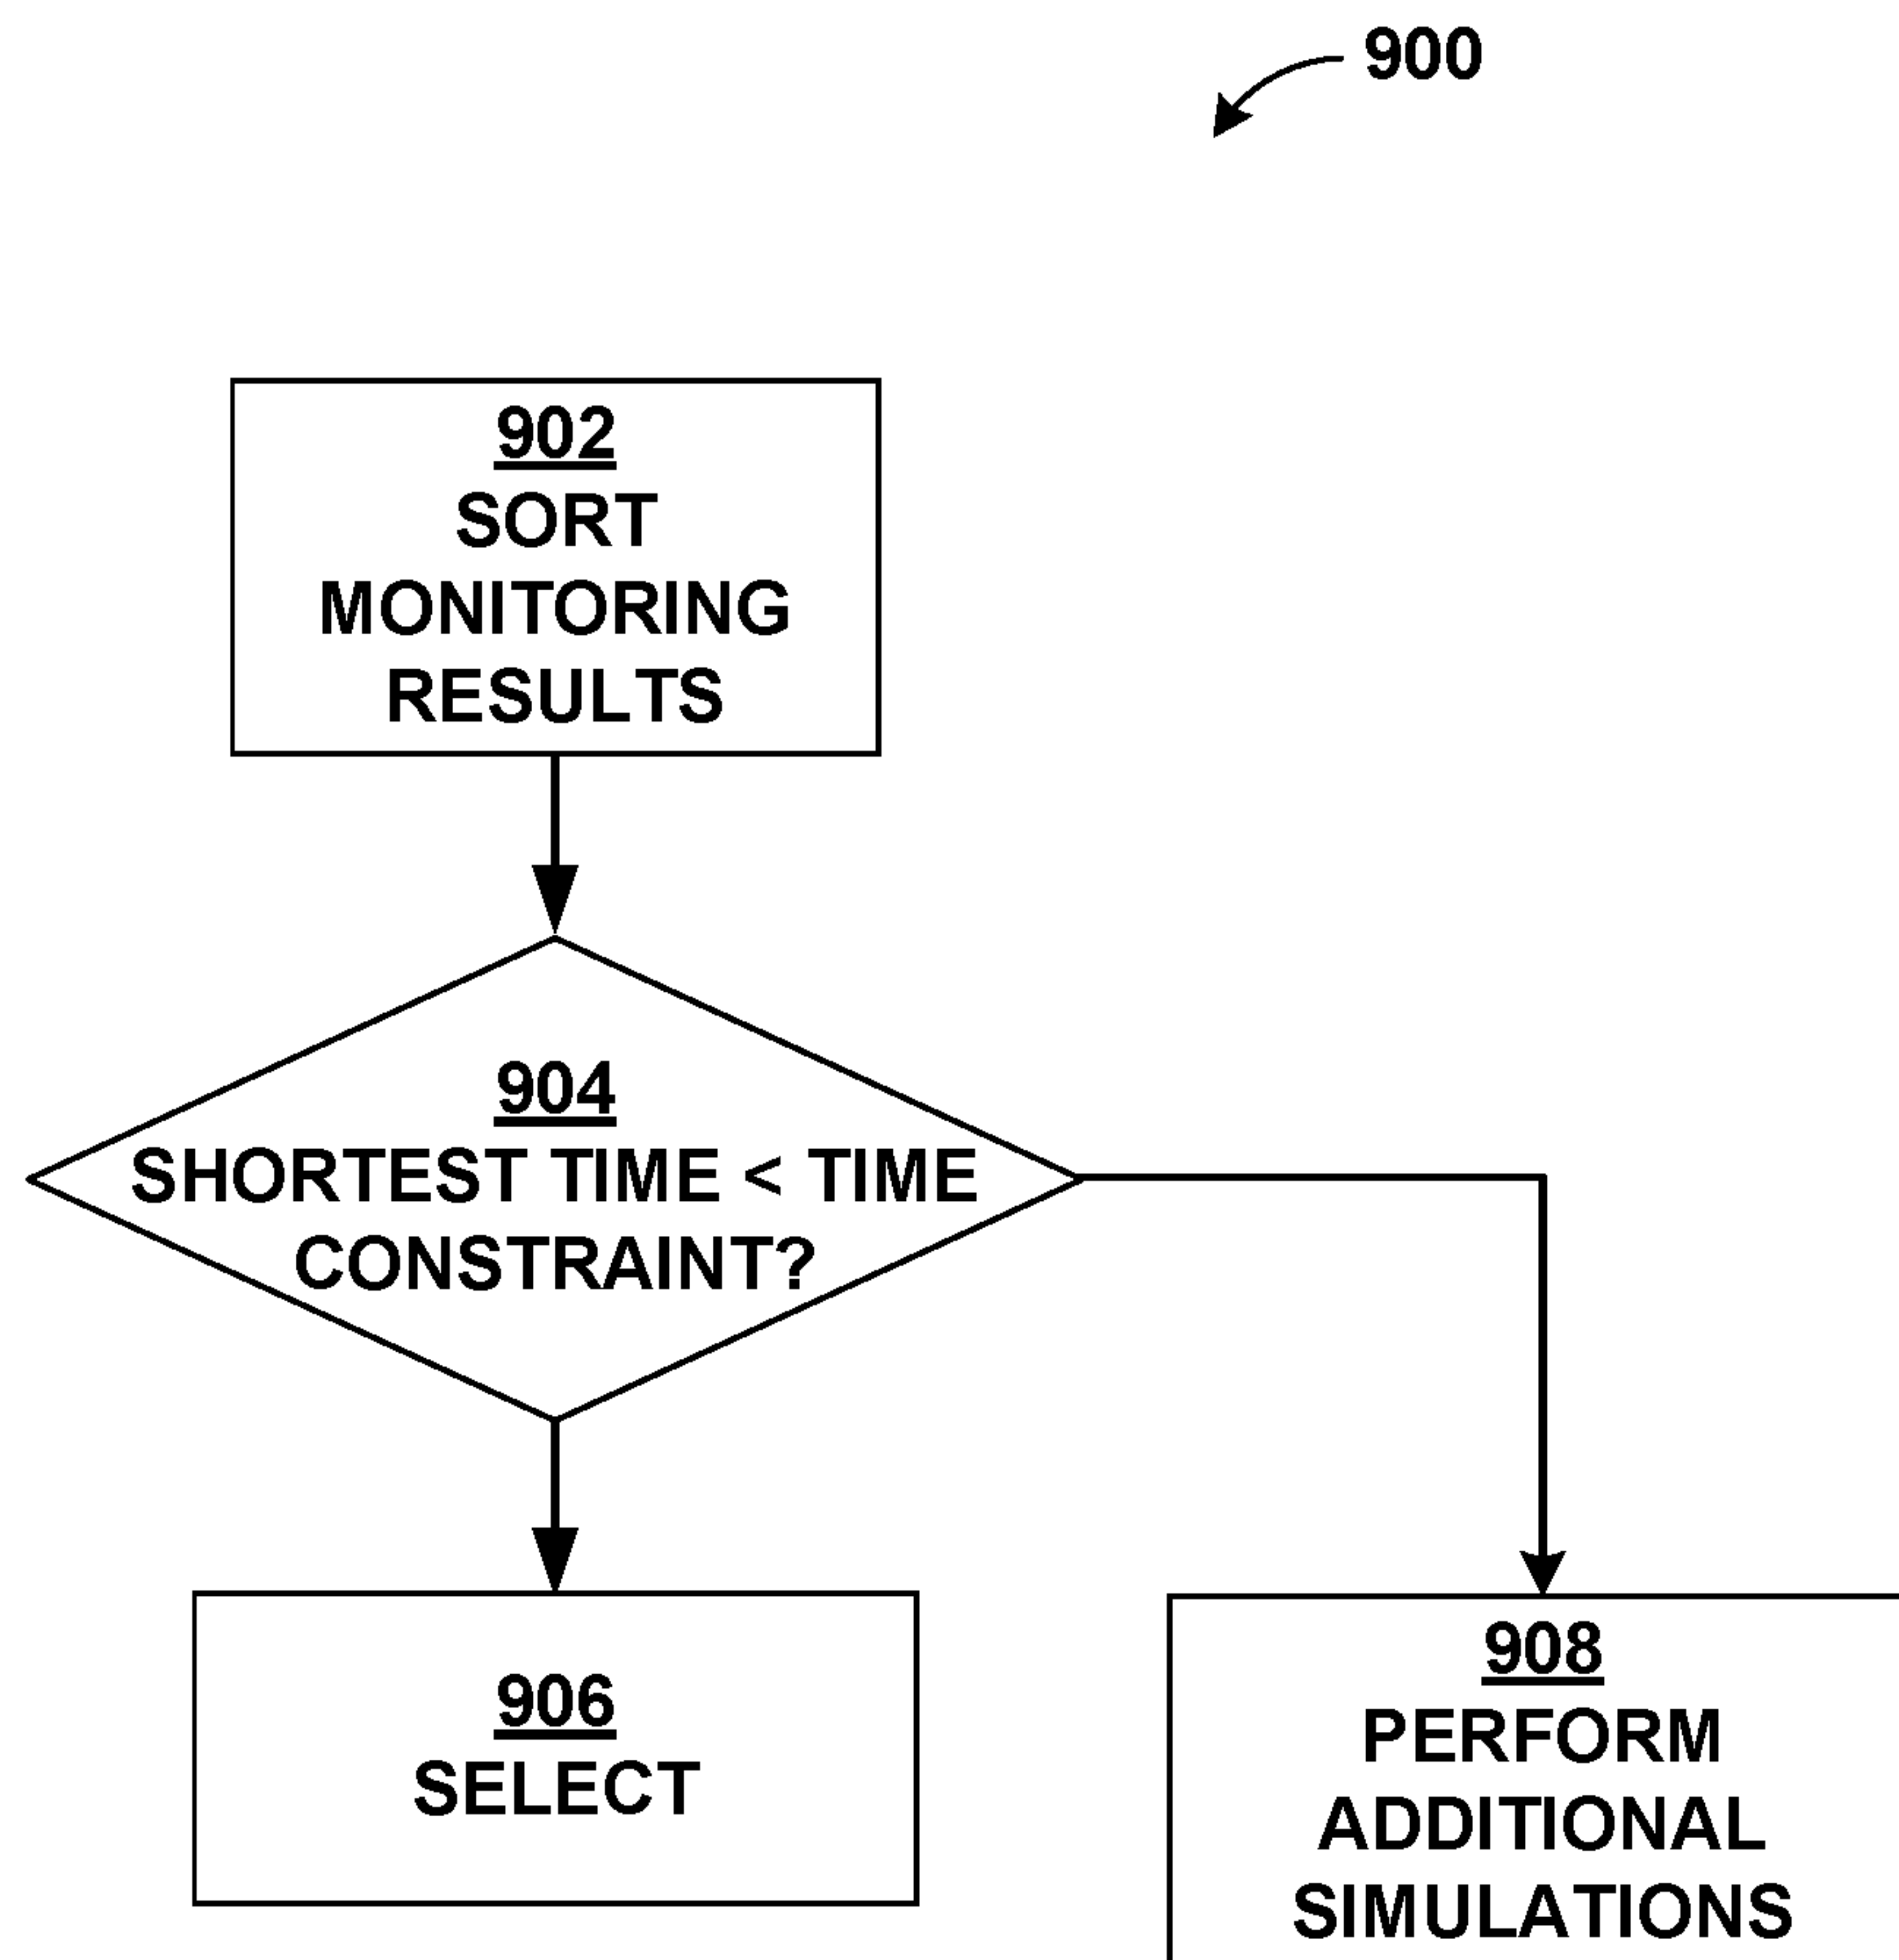 900
902
SORT
MONITORING
RESULTS
904
SHORTEST TIME < TIME
CONSTRAINT?
906
SELECT
908
PERFORM
ADDITIONAL
SIMULATIONS